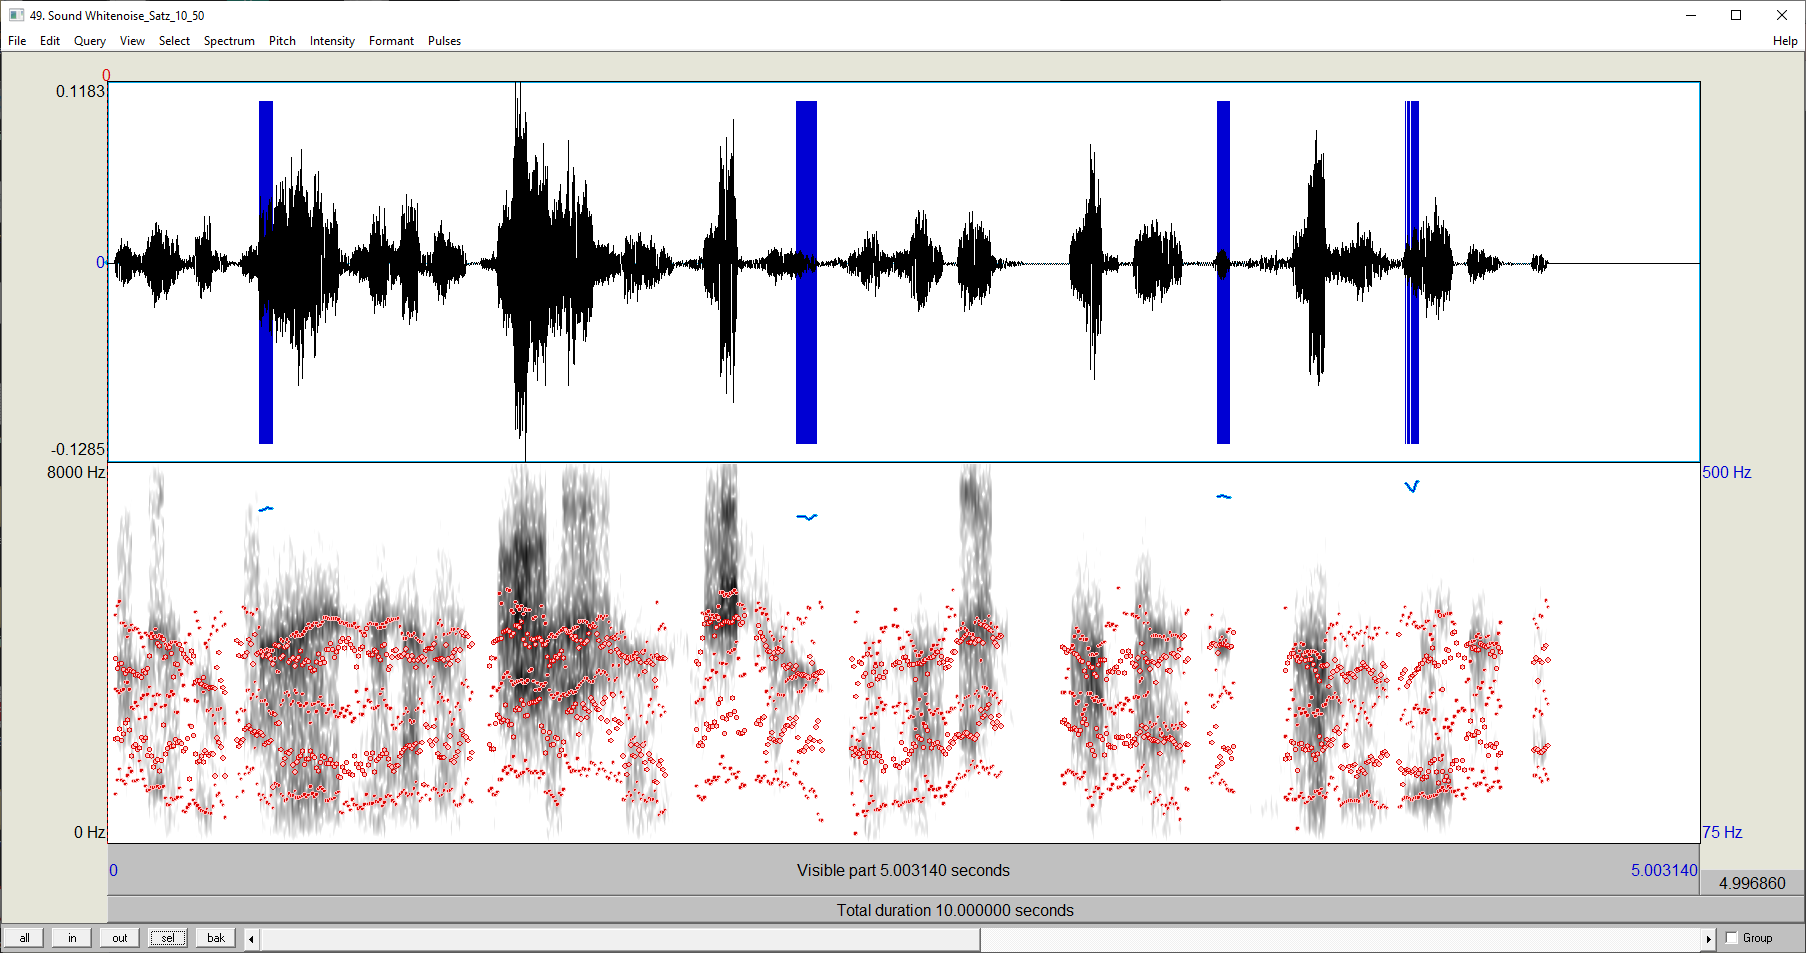 49. Sound Whitenoise_Satz_10_50
File Edit Query View Select Spectrum Pitch Intensity Formant Pulses Help
0
0.1183
0
-0.1285
8000 Hz 500 Hz
0 Hz 75 Hz
0 Visible part 5.003140 seconds 5.003140
4.996860
Total duration 10.000000 seconds
all in out sel bak Group